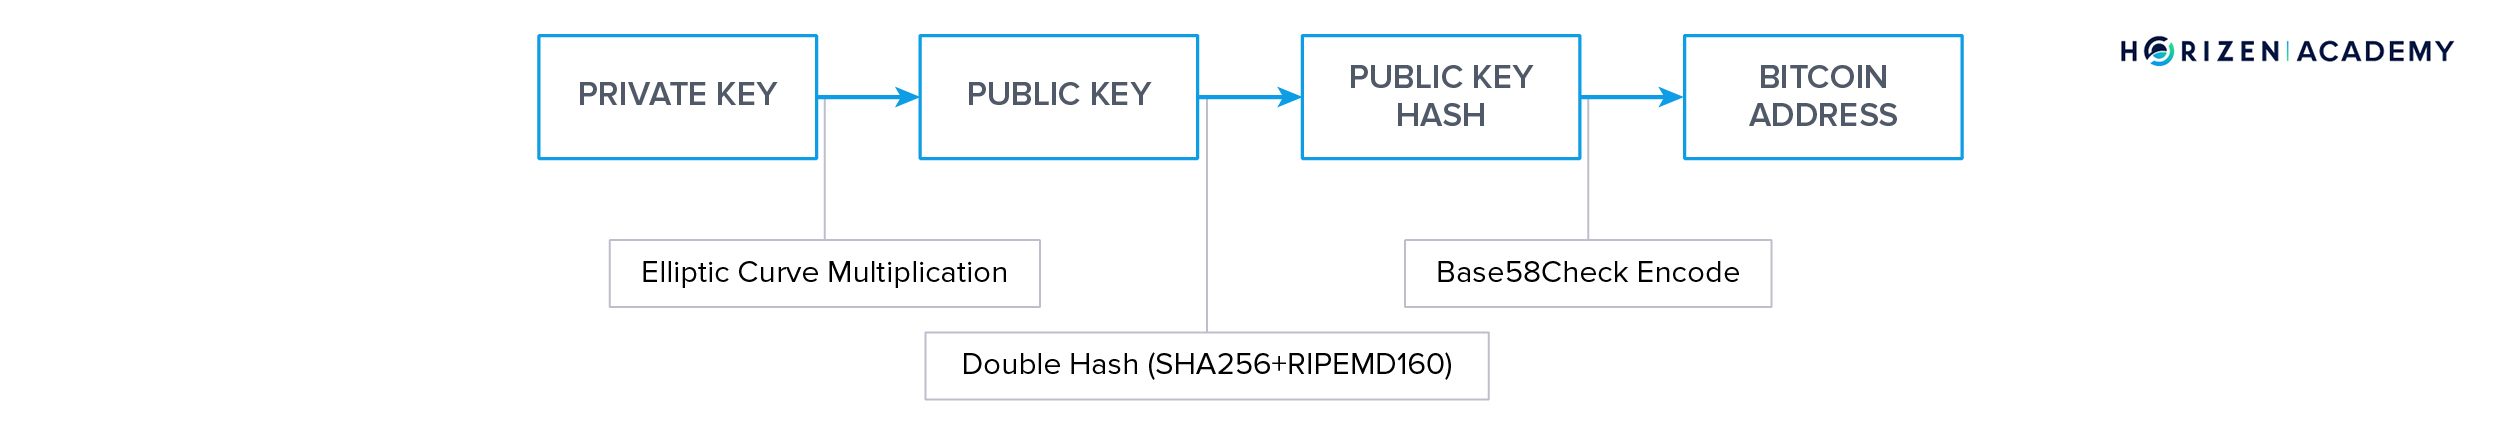 HORIZEN | ACADEMY
PRIVATE KEY
PUBLIC KEY
PUBLIC KEY
HASH
BITCOIN
ADDRESS
Elliptic Curve Multiplication
Base58Check Encode
Double Hash (SHA256+RIPEMD160)